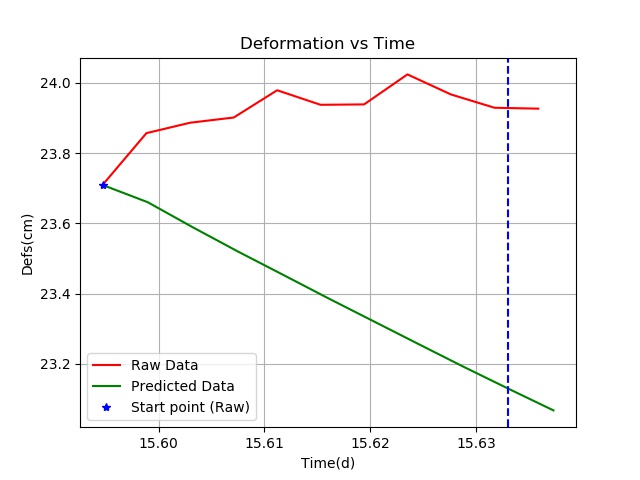 Deformation vs Time
24.0
23.8
23.6
23.4
23.2
Defs(cm)
Raw Data
Predicted Data
Start point (Raw)
15.60 15.61 15.62 15.63
Time(d)